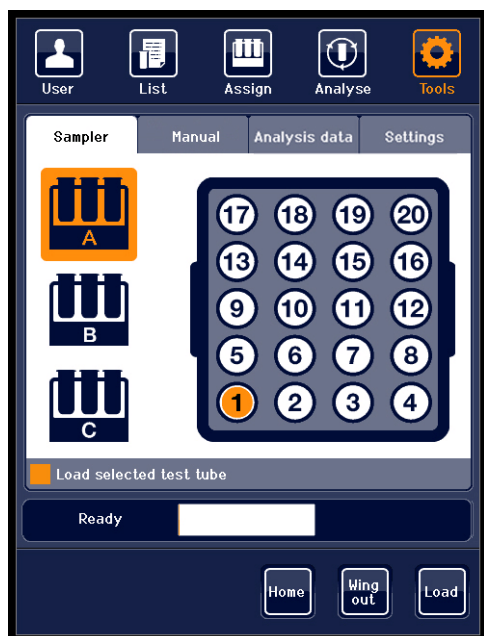 User List Assign Analyse Tools
Sampler Manual Analysis data Settings
A
B
C
17 18 19 20
13 14 15 16
9 10 11 12
5 6 7 8
1 2 3 4
Load selected test tube
Ready
Home
Wing
out
Load